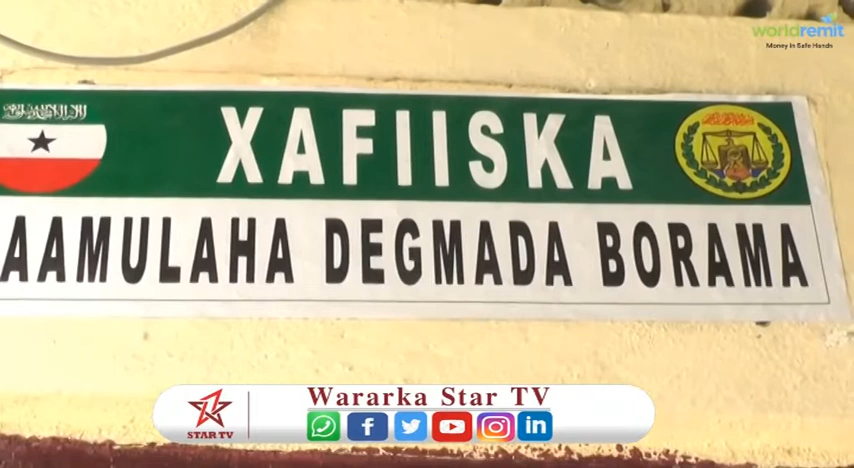 worldremit
Money in Safe Hands
XAFIISKA
AAMULAHA DEGMADA BORAMA
STAR TV
Wararka Star TV